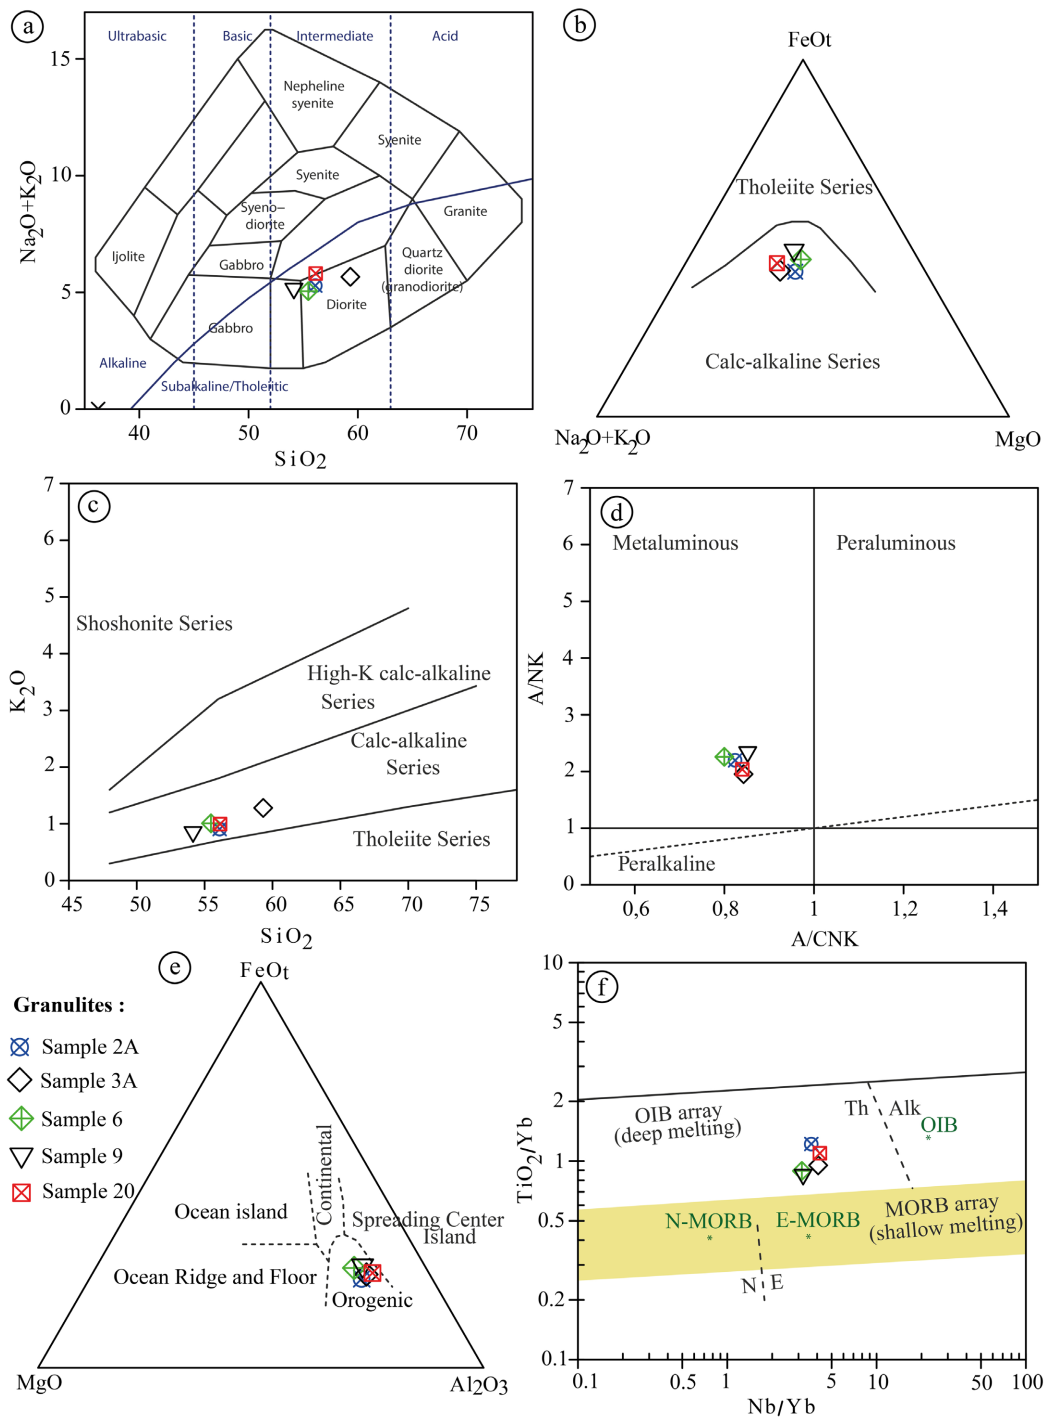 a
Ultrabasic
Basic
Intermediate
Acid
15
10
5
0
Na2O+K2O
Nepheline
syenite
Syenite
Syenite
Syeno–
diorite
Granite
Ijolite
Gabbro
Quartz
diorite
(granodiorite)
Diorite
Gabbro
Alkaline
Subalkaline/Tholeiitic
40
50
60
70
SiO2
b
FeOt
Tholeiite Series
Calc-alkaline Series
Na2O+K2O
MgO
c
7
6
5
4
3
2
1
0
K2O
Shoshonite Series
High-K calc-alkaline
Series
Calc-alkaline
Series
Tholeiite Series
45
50
55
60
65
70
75
SiO2
d
7
6
5
4
3
2
1
0
A/NK
Metaluminous
Peraluminous
Peralkaline
0,6
0,8
1
1,2
1,4
A/CNK
e
FeOt
Granulites :
Sample 2A
Sample 3A
Sample 6
Sample 9
Sample 20
Continental
Ocean island
Spreading Center
Island
Ocean Ridge and Floor
Orogenic
MgO
Al2O3
f
10
5
2
1
0.5
0.2
0.1
TiO2/Yb
OIB array
(deep melting)
Th
Alk
OIB
*
N-MORB
*
E-MORB
*
MORB array
(shallow melting)
N
E
0.1
0.5
1
5
10
50
100
Nb/Yb